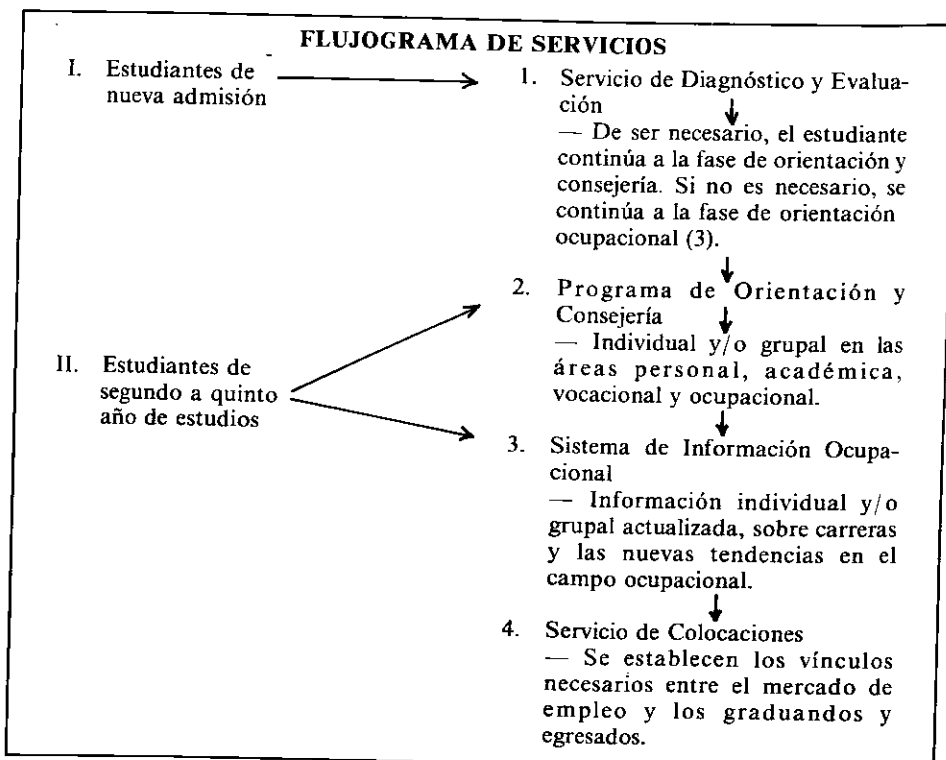 FLUJOGRAMA DE SERVICIOS
I. Estudiantes de
nueva admisión
1. Servicio de Diagnóstico y Evalua-
ción
— De ser necesario, el estudiante
continúa a la fase de orientación y
consejería. Si no es necesario, se
continúa a la fase de orientación
ocupacional (3).
2. Programa de Orientación y
Consejería
— Individual y/o grupal en las
áreas personal, académica,
vocacional y ocupacional.
II. Estudiantes de
segundo a quinto
año de estudios
3. Sistema de Información Ocupa-
cional
— Información individual y/o
grupal actualizada, sobre carreras
y las nuevas tendencias en el
campo ocupacional.
4. Servicio de Colocaciones
— Se establecen los vínculos
necesarios entre el mercado de
empleo y los graduandos y
egresados.